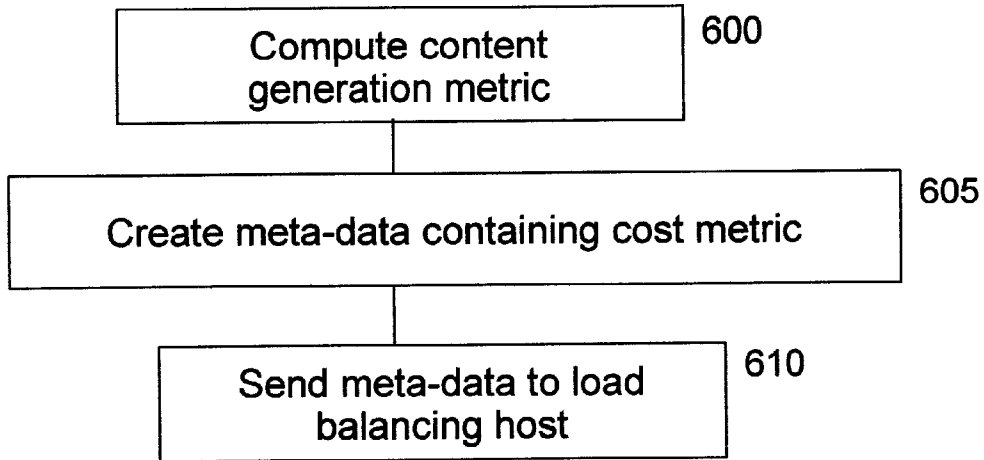 Compute content
generation metric
600
Create meta-data containing cost metric
605
Send meta-data to load
balancing host
610